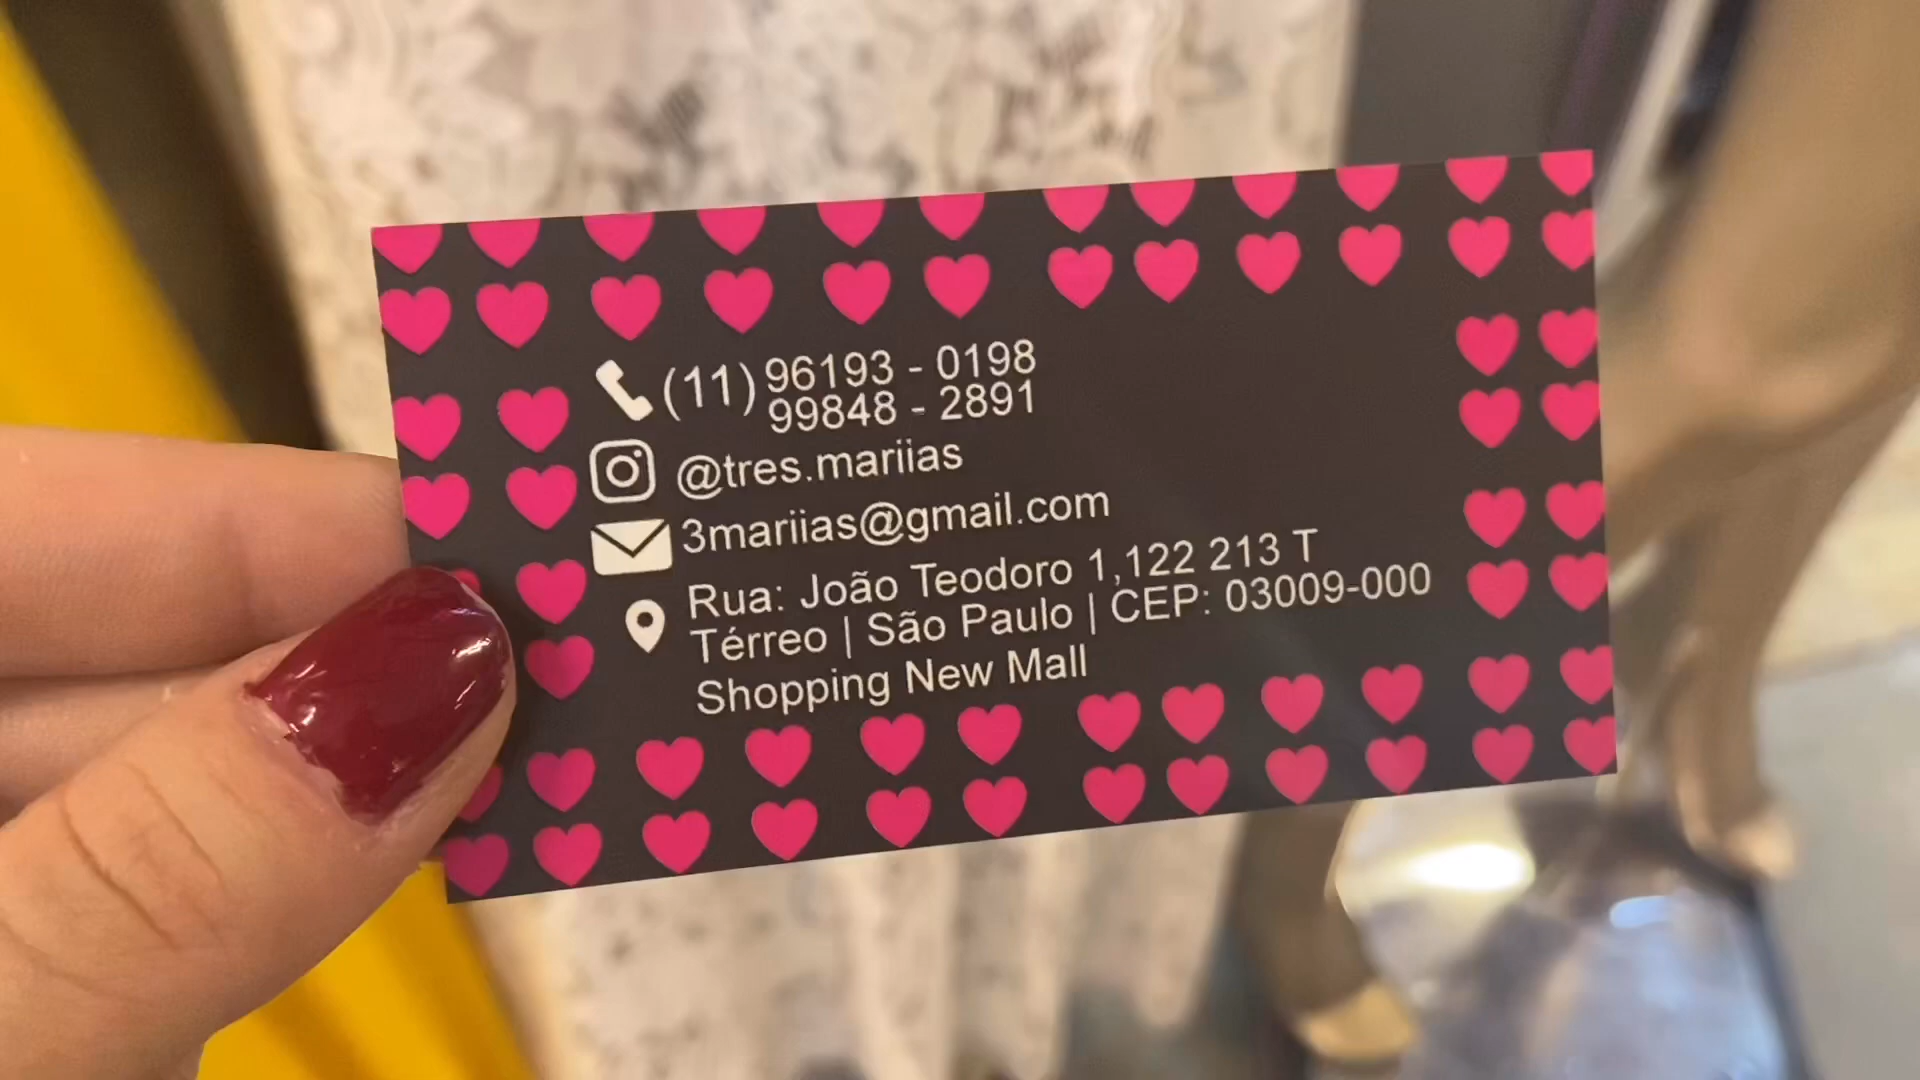 (11) 96193 - 0198
99848 - 2891
@tres.mariias
3mariias@gmail.com
Rua: João Teodoro 1,122 213 T
Térreo | São Paulo | CEP: 03009-000
Shopping New Mall